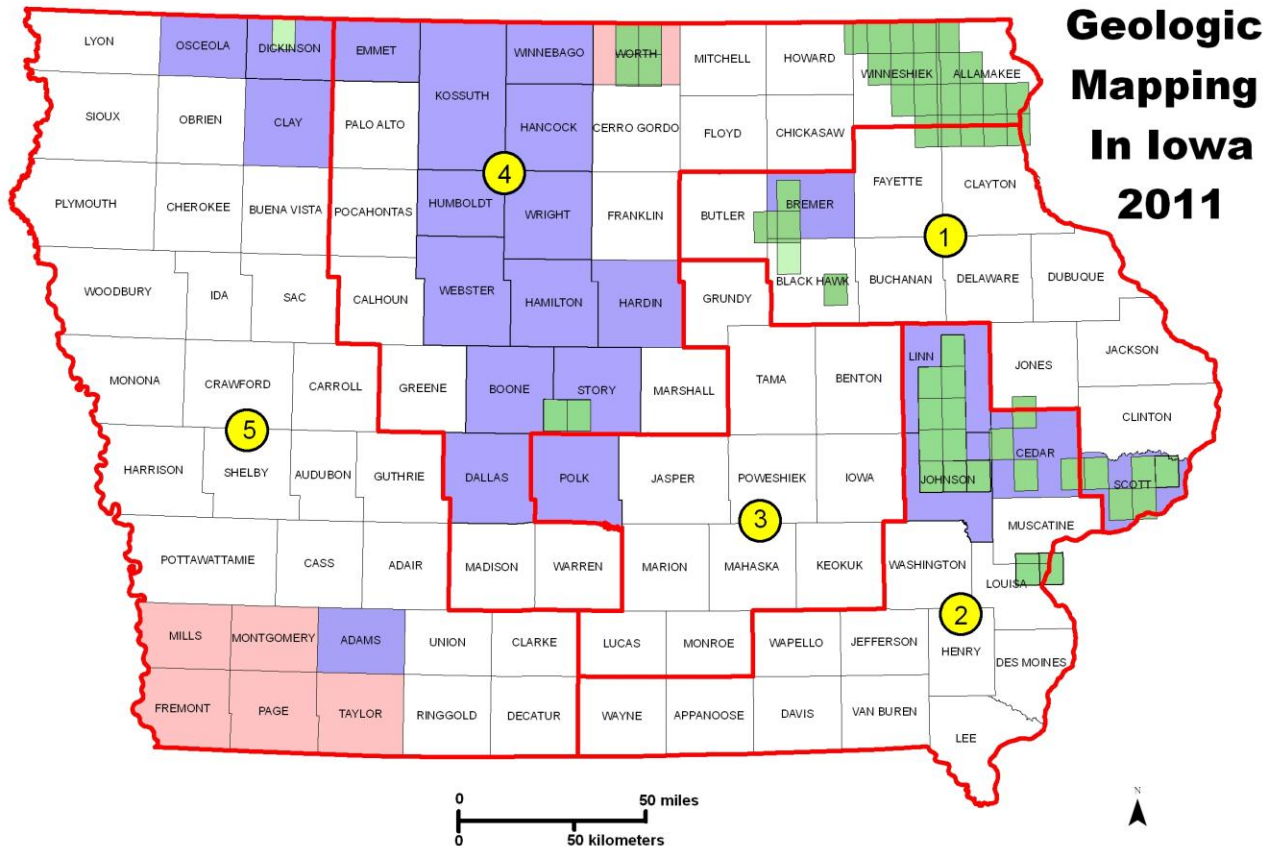 Geologic
Mapping
In Iowa
2011
LYON
OSCEOLA
DICKINSON
EMMET
WINNEBAGO
WORTH
MITCHELL
HOWARD
WINNESHIEK
ALLAMAKEE
KOSSUTH
SIOUX
OBRIEN
CLAY
PALO ALTO
HANCOCK
CERRO GORDO
FLOYD
CHICKASAW
4
PLYMOUTH
CHEROKEE
BUENA VISTA
POCAHONTAS
HUMBOLDT
WRIGHT
FRANKLIN
BUTLER
BREMER
FAYETTE
CLAYTON
1
WOODBURY
IDA
SAC
CALHOUN
WEBSTER
HAMILTON
HARDIN
GRUNDY
BLACK HAWK
BUCHANAN
DELAWARE
DUBUQUE
MONONA
CRAWFORD
CARROLL
GREENE
BOONE
STORY
MARSHALL
TAMA
BENTON
LINN
JONES
JACKSON
CLINTON
5
HARRISON
SHELBY
AUDUBON
GUTHRIE
DALLAS
POLK
JASPER
POWESHIEK
IOWA
JOHNSON
CEDAR
SCOTT
3
MUSCATINE
POTTAWATTAMIE
CASS
ADAIR
MADISON
WARREN
MARION
MAHASKA
KEOKUK
WASHINGTON
LOUISA
2
MILLS
MONTGOMERY
ADAMS
UNION
CLARKE
LUCAS
MONROE
WAPELLO
JEFFERSON
HENRY
DES MOINES
FREMONT
PAGE
TAYLOR
RINGGOLD
DECATUR
WAYNE
APPANOOSE
DAVIS
VAN BUREN
LEE
0
50 miles
0
50 kilometers
N